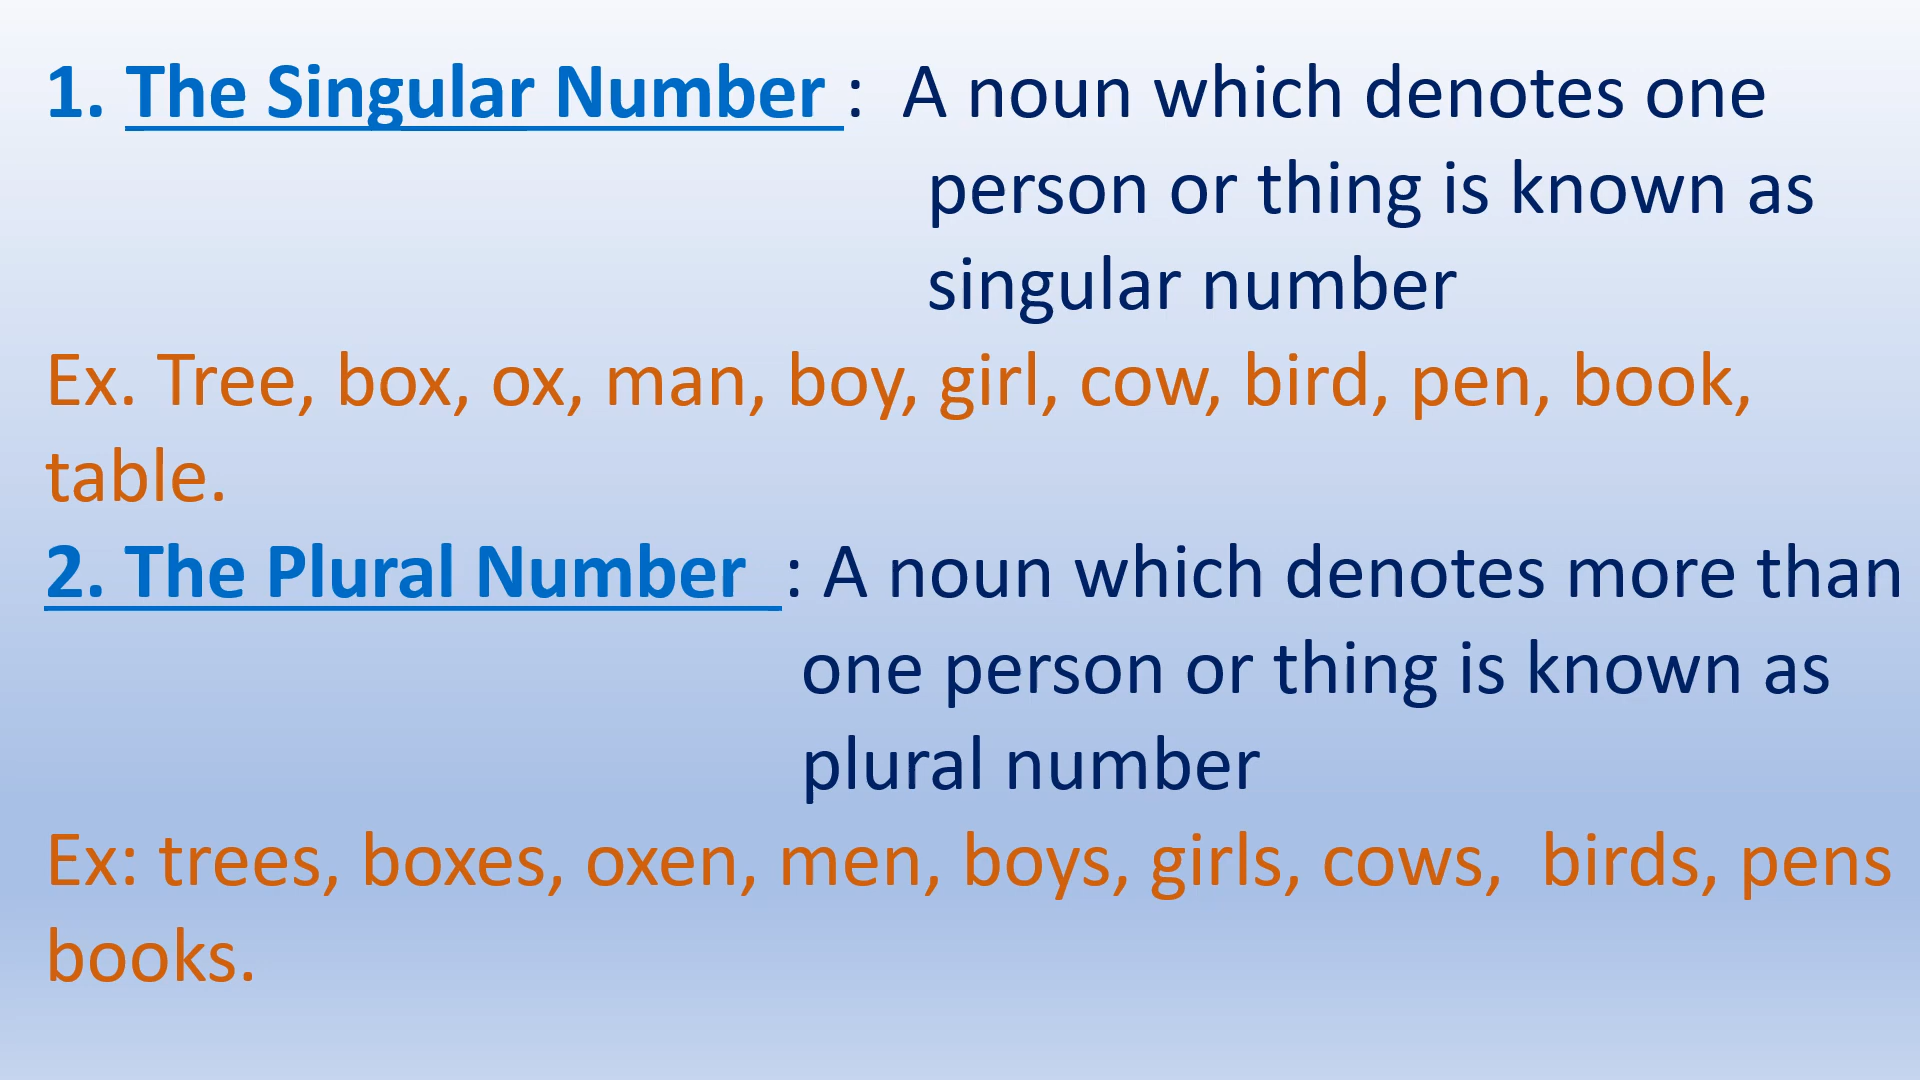 1. The Singular Number :  A noun which denotes one
person or thing is known as
singular number
Ex. Tree, box, ox, man, boy, girl, cow, bird, pen, book,
table.
2. The Plural Number  : A noun which denotes more than
one person or thing is known as
plural number
Ex: trees, boxes, oxen, men, boys, girls, cows,  birds, pens
books.